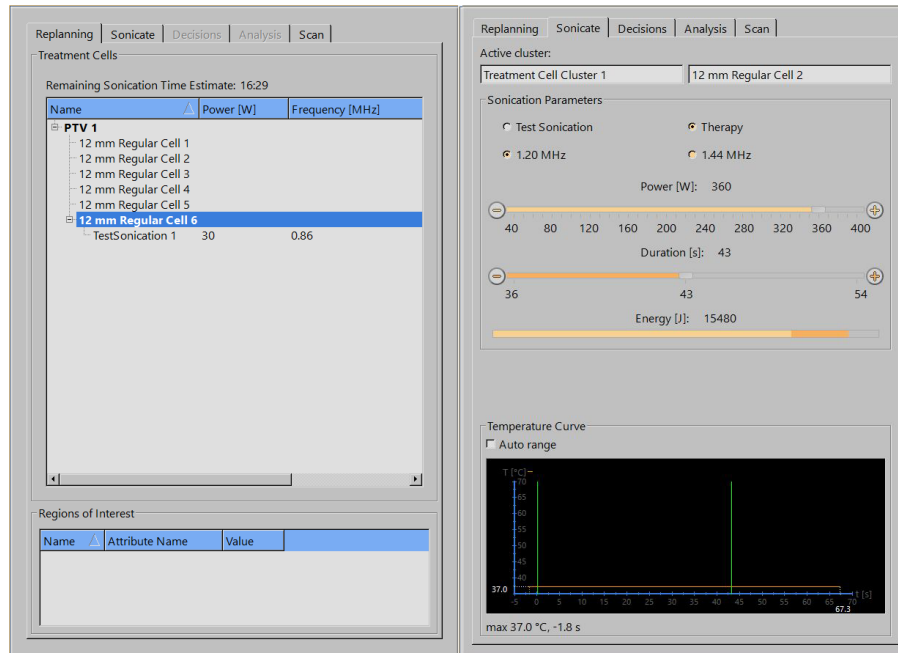 Replanning Sonicate Decisions Analysis Scan
Treatment Cells
Remaining Sonication Time Estimate: 16:29
Name Power [W] Frequency [MHz]
PTV 1
12 mm Regular Cell 1
12 mm Regular Cell 2
12 mm Regular Cell 3
12 mm Regular Cell 4
12 mm Regular Cell 5
12 mm Regular Cell 6
TestSonication 1 30 0.86
Regions of Interest
Name Attribute Name Value
Replanning Sonicate Decisions Analysis Scan
Active cluster:
Treatment Cell Cluster 1 12 mm Regular Cell 2
Sonication Parameters
Test Sonication Therapy
1.20 MHz 1.44 MHz
Power [W]: 360
40 80 120 160 200 240 280 320 360 400
Duration [s]: 43
36 43 54
Energy [J]: 15480
Temperature Curve
Auto range
T [°C]
70
65
60
55
50
45
40
37.0
-5 0 5 10 15 20 25 30 35 40 45 50 55 60 65 70 t [s]
67.3
max 37.0 °C, -1.8 s